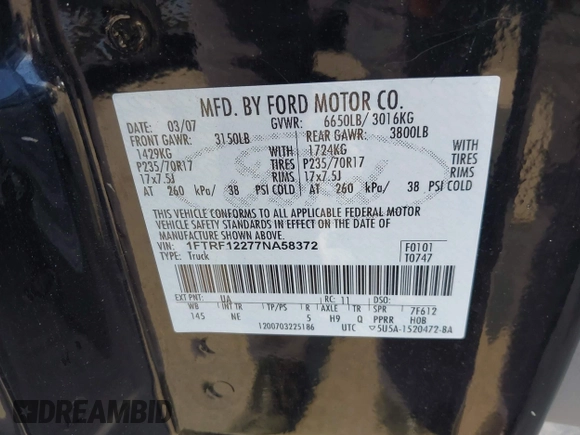 MFD. BY FORD MOTOR CO.
DATE: 03/07 GVWR: 6650LB/ 3016KG
FRONT GAWR: 3150LB REAR GAWR: 3800LB
1429KG WITH 1724KG WITH
P235/70R17 TIRES P235/70R17 TIRES
17x7.5J RIMS 17x7.5J RIMS
AT 260 kPa/ 38 PSI COLD AT 260 kPa/ 38 PSI COLD
THIS VEHICLE CONFORMS TO ALL APPLICABLE FEDERAL MOTOR
VEHICLE SAFETY STANDARDS IN EFFECT ON THE DATE OF
MANUFACTURE SHOWN ABOVE.
VIN: 1FTRF12277NA58372 F0101
TYPE: Truck T0747
EXT PNT: UA RC: 11 DSO:
WB INT TR TP/PS R AXLE TR SPR 7F612
145 NE 5 H9 Q PPRR H0B
1200703225186 UTC 5U5A-1520472-BA
Ford
DREAMBID